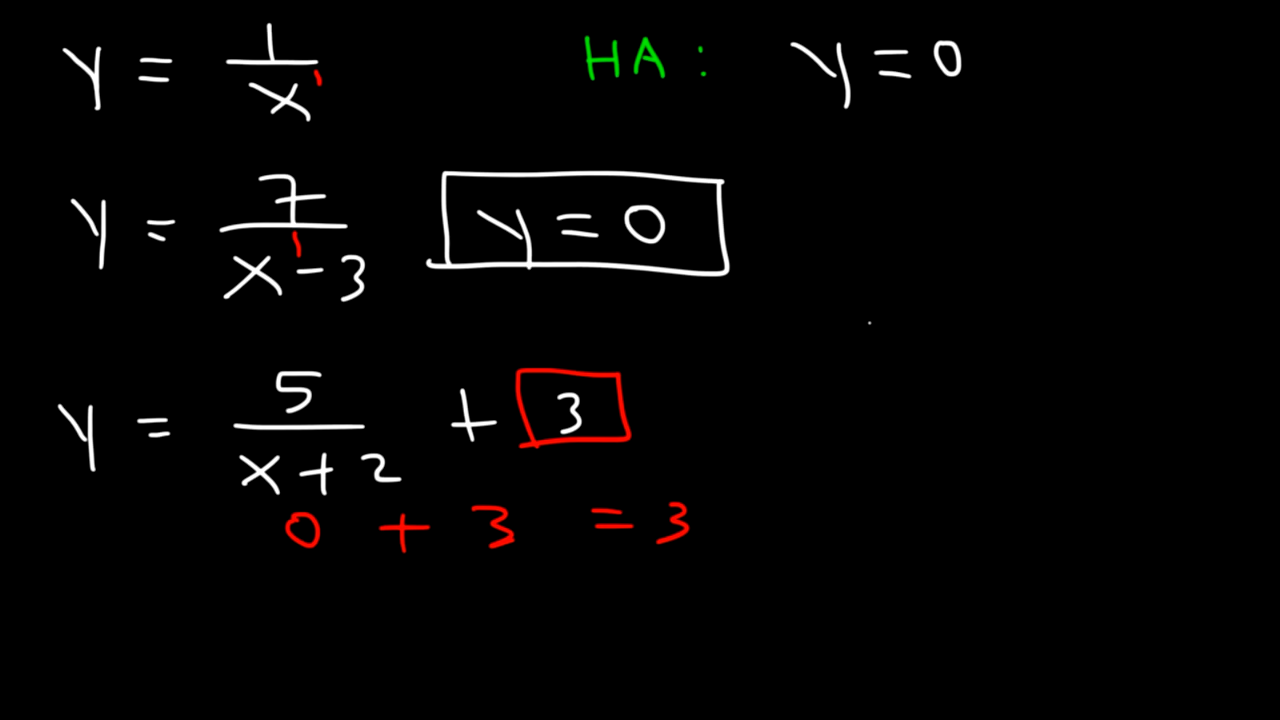 y = 1/x' HA: y = 0
y = 7/(x' - 3) y = 0
y = 5/(x + 2) + 3
0 + 3 = 3